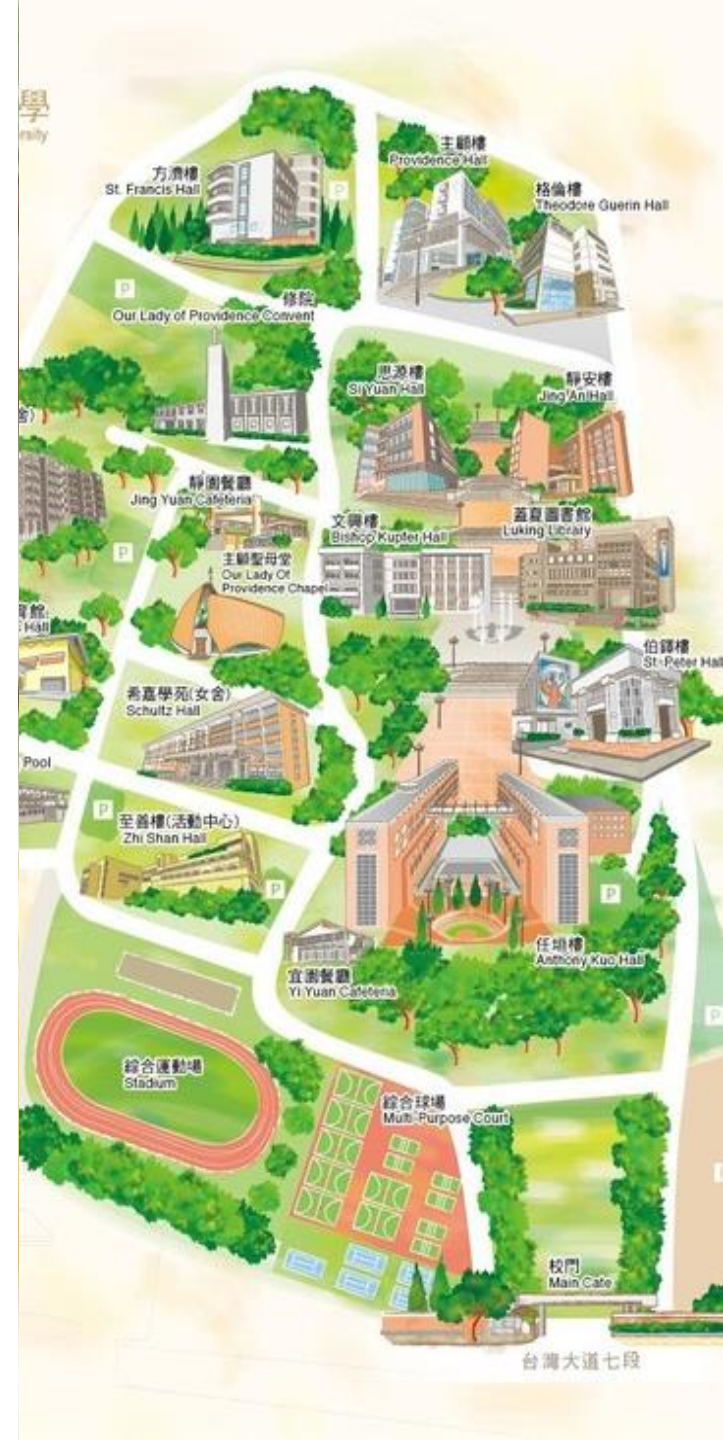 學
rsity
主顧樓
Providence Hall
方濟樓
St. Francis Hall
P
格倫樓
Theodore Guerin Hall
P
修院
Our Lady of Providence Convent
思源樓
Si Yuan Hall
靜安樓
Jing An Hall
舍)
靜園餐廳
Jing Yuan Cafeteria
文興樓
Bishop Kupfer Hall
蓋夏圖書館
Luking Library
P
主顧聖母堂
Our Lady Of
Providence Chapel
育館
Hall
伯鐸樓
St. Peter Hall
希嘉學苑(女舍)
Schultz Hall
Pool
P
至善樓(活動中心)
Zhi Shan Hall
P
P
任垣樓
Anthony Kuo Hall
宜園餐廳
Yi Yuan Cafeteria
P
綜合運動場
Stadium
綜合球場
Multi-Purpose Court
校門
Main Gate
台灣大道七段